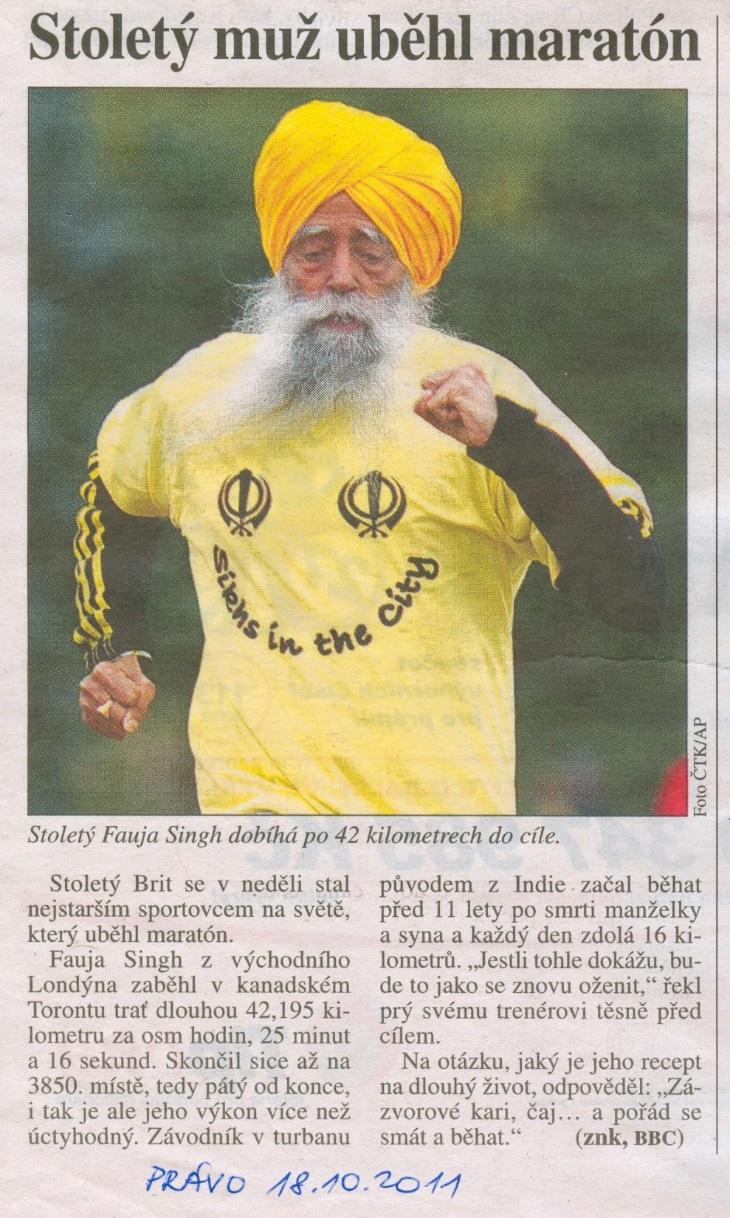 Stoletý muž uběhl maratón
Sikhs in the City
Foto ČTK/AP
Stoletý Fauja Singh dobíhá po 42 kilometrech do cíle.
Stoletý Brit se v neděli stal
nejstarším sportovcem na světě,
který uběhl maratón.
Fauja Singh z východního
Londýna zaběhl v kanadském
Torontu trať dlouhou 42,195 ki-
lometru za osm hodin, 25 minut
a 16 sekund. Skončil sice až na
3850. místě, tedy pátý od konce,
i tak je ale jeho výkon více než
úctyhodný. Závodník v turbanu
původem z Indie začal běhat
před 11 lety po smrti manželky
a syna a každý den zdolá 16 ki-
lometrů. „Jestli tohle dokážu, bu-
de to jako se znovu oženit,“ řekl
prý svému trenérovi těsně před
cílem.
Na otázku, jaký je jeho recept
na dlouhý život, odpověděl: „Zá-
zvorové kari, čaj… a pořád se
smát a běhat.“ (znk, BBC)
PRÁVO 18.10.2011